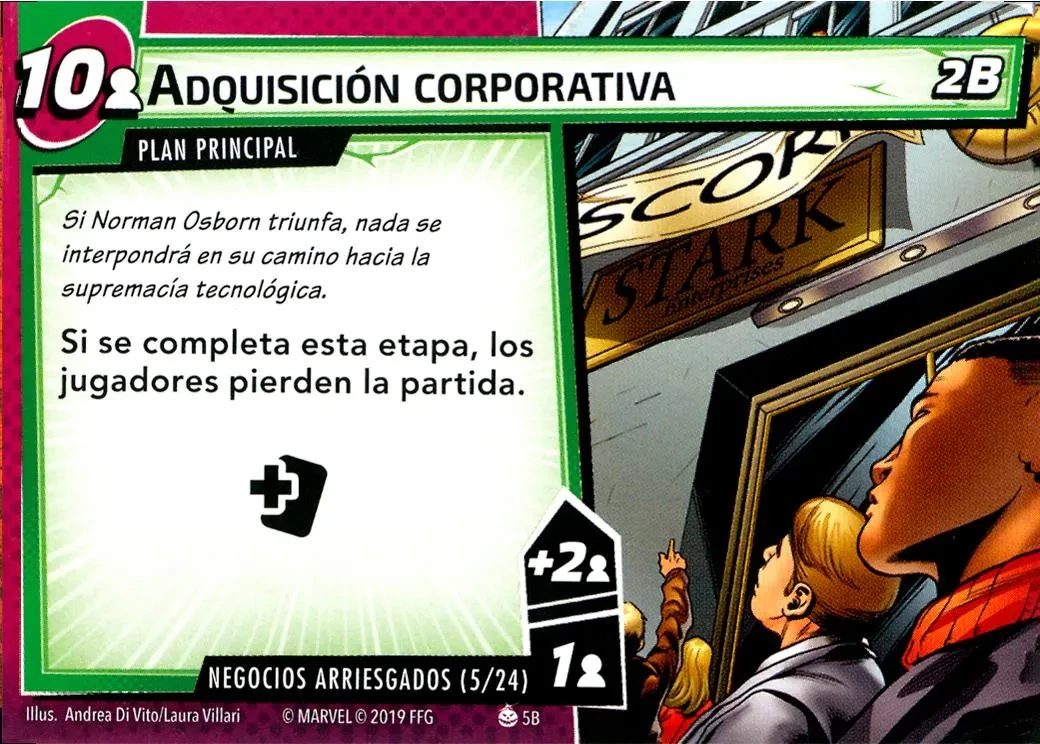 10
ADQUISICIÓN CORPORATIVA
2B
PLAN PRINCIPAL
Si Norman Osborn triunfa, nada se
interpondrá en su camino hacia la
supremacía tecnológica.
Si se completa esta etapa, los
jugadores pierden la partida.
SCOR
STARK
Enterprises
+2
1
NEGOCIOS ARRIESGADOS (5/24)
Illus. Andrea Di Vito/Laura Villari
© MARVEL © 2019 FFG
5B